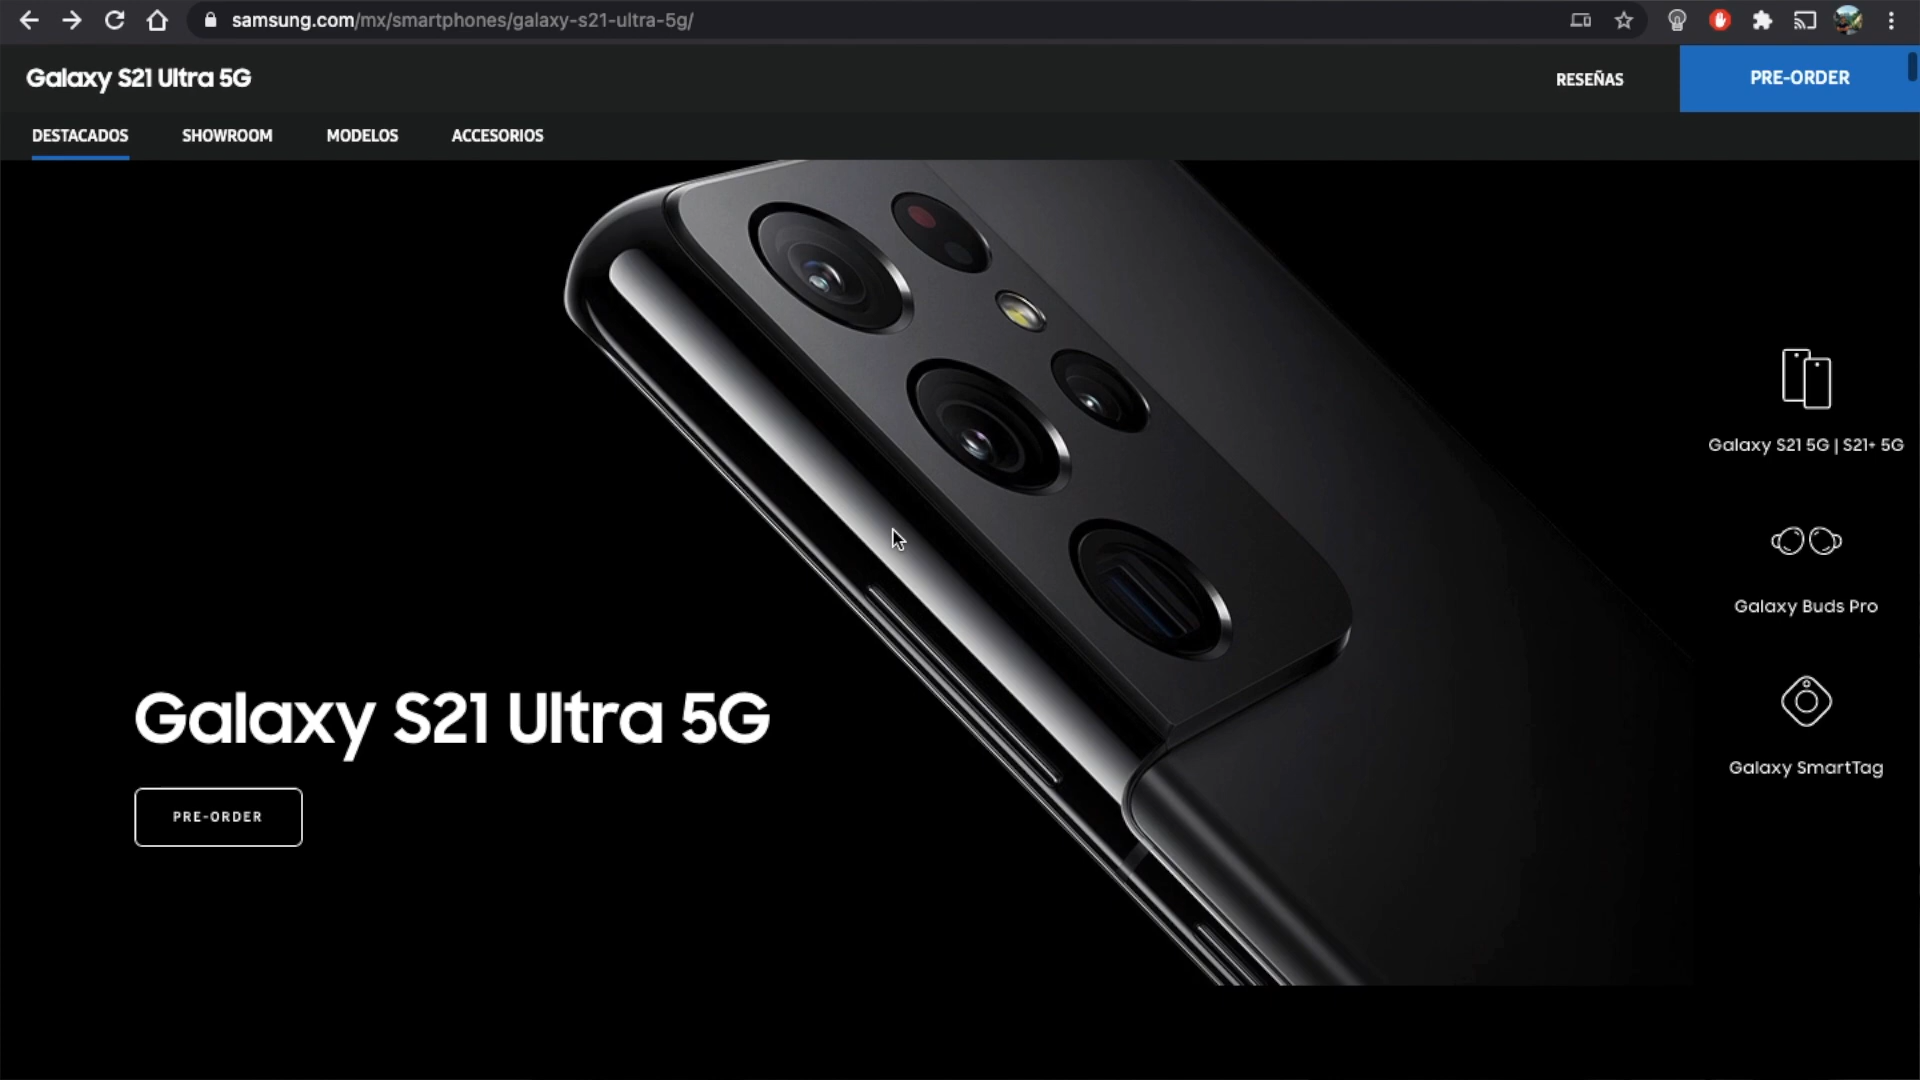 samsung.com/mx/smartphones/galaxy-s21-ultra-5g/
Galaxy S21 Ultra 5G
RESEÑAS
PRE-ORDER
DESTACADOS SHOWROOM MODELOS ACCESORIOS
Galaxy S21 5G | S21+ 5G
Galaxy Buds Pro
Galaxy SmartTag
Galaxy S21 Ultra 5G
PRE-ORDER